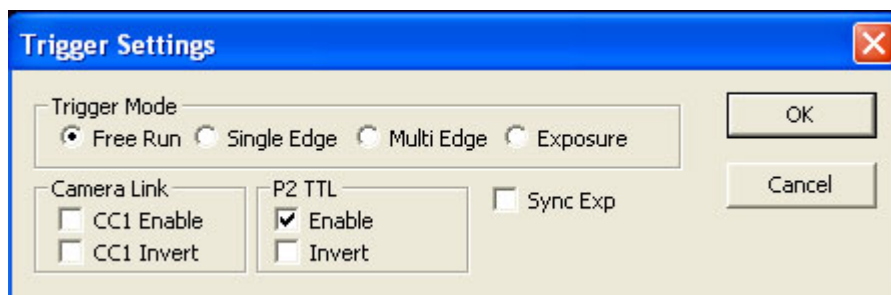 Trigger Settings
Trigger Mode
Free Run Single Edge Multi Edge Exposure
OK
Camera Link
CC1 Enable
CC1 Invert
P2 TTL
Enable
Invert
Sync Exp
Cancel